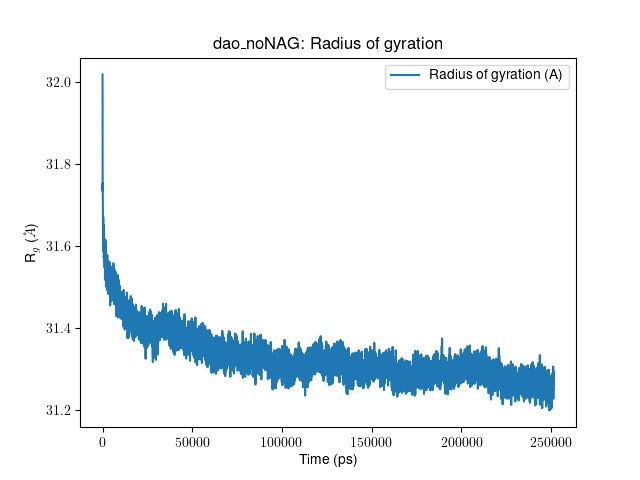 dao_noNAG: Radius of gyration
Radius of gyration (A)
32.0
31.8
31.6
31.4
31.2
R_g (Å)
0 50000 100000 150000 200000 250000
Time (ps)